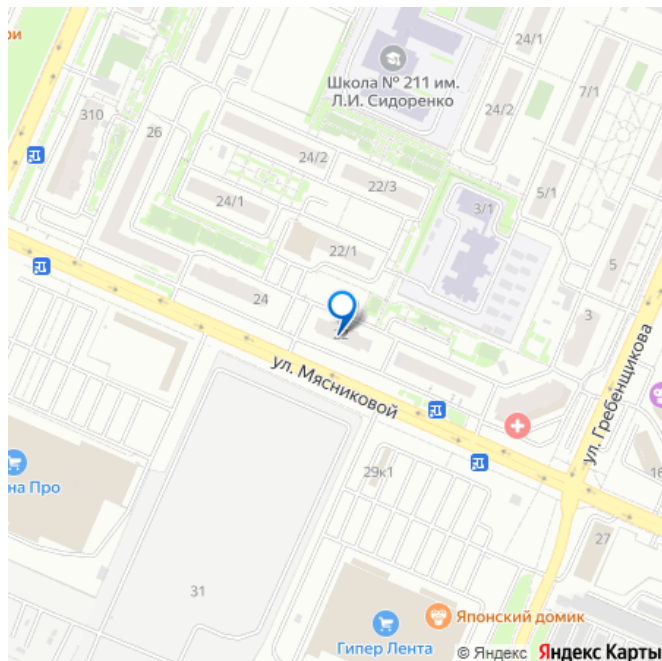 ри
24/1
Школа № 211 им.
Л.И. Сидоренко
7/1
310
26
24/2
24/2
22/3
24/1
3/1
5/1
22/1
5
24
3
22
ул. Мясниковой
ул. Гребенщикова
на Про
29к1
16
27
31
Японский домик
Гипер Лента
© Яндекс Яндекс Карты